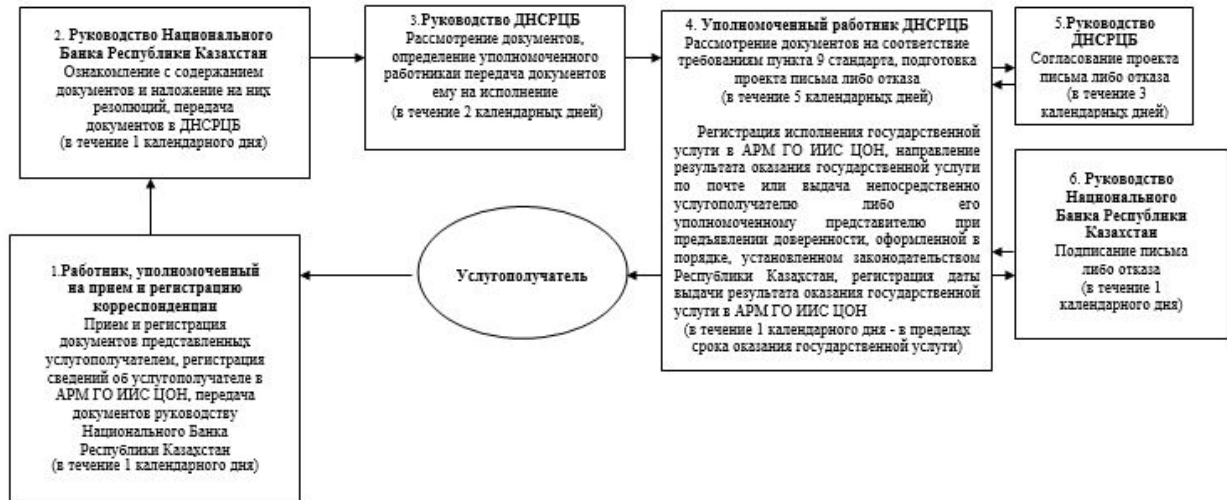 1.Работник, уполномоченный
на прием и регистрацию
корреспонденции
Прием и регистрация
документов представленных
услугополучателем, регистрация
сведений об услугополучателе в
АРМ ГО ИИС ЦОН, передача
документов руководству
Национального Банка
Республики Казахстан
(в течение 1 календарного дня)
2. Руководство Национального
Банка Республики Казахстан
Ознакомление с содержанием
документов и наложение на них
резолюций, передача
документов в ДНСРЦБ
(в течение 1 календарного дня)
3.Руководство ДНСРЦБ
Рассмотрение документов,
определение уполномоченного
работникаи передача документов
ему на исполнение
(в течение 2 календарных дней)
4. Уполномоченный работник ДНСРЦБ
Рассмотрение документов на соответствие
требованиям пункта 9 стандарта, подготовка
проекта письма либо отказа
(в течение 5 календарных дней)
Регистрация исполнения государственной
услуги в АРМ ГО ИИС ЦОН, направление
результата оказания государственной услуги
по почте или выдача непосредственно
услугополучателю либо его
уполномоченному представителю при
предъявлении доверенности, оформленной в
порядке, установленном законодательством
Республики Казахстан, регистрация даты
выдачи результата оказания государственной
услуги в АРМ ГО ИИС ЦОН
(в течение 1 календарного дня - в пределах
срока оказания государственной услуги)
5.Руководство
ДНСРЦБ
Согласование проекта
письма либо отказа
(в течение 3
календарных дней)
6. Руководство
Национального
Банка Республики
Казахстан
Подписание письма
либо отказа
(в течение 1
календарного дня)
Услугополучатель